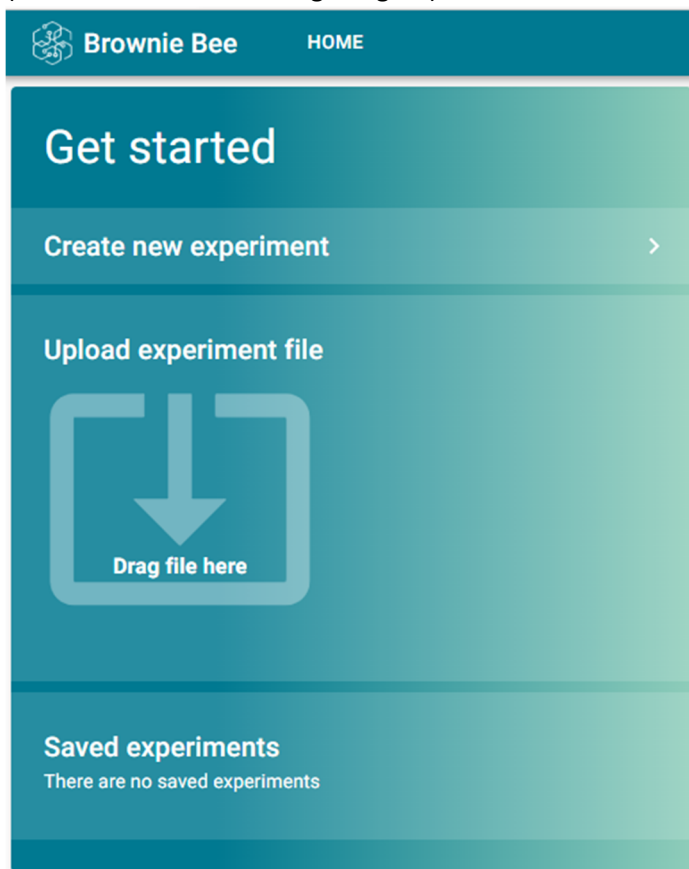 Brownie Bee HOME
Get started
Create new experiment
Upload experiment file
Drag file here
Saved experiments
There are no saved experiments